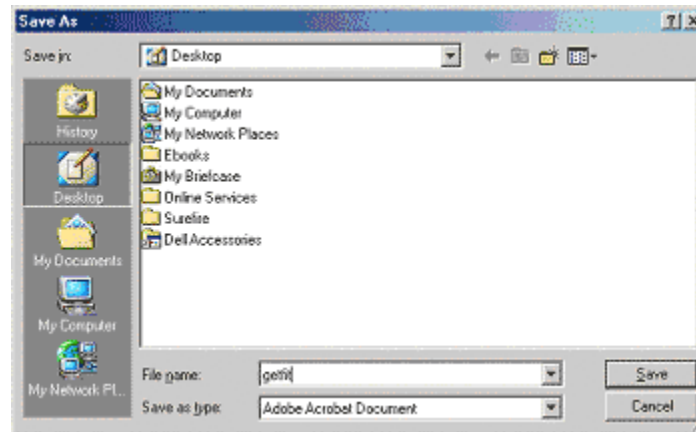 Save As
Save in:
Desktop
History
Desktop
My Documents
My Computer
My Network Pl...
My Documents
My Computer
My Network Places
Ebooks
My Briefcase
Online Services
Surefire
Dell Accessories
File name:
getfit
Save
Save as type:
Adobe Acrobat Document
Cancel